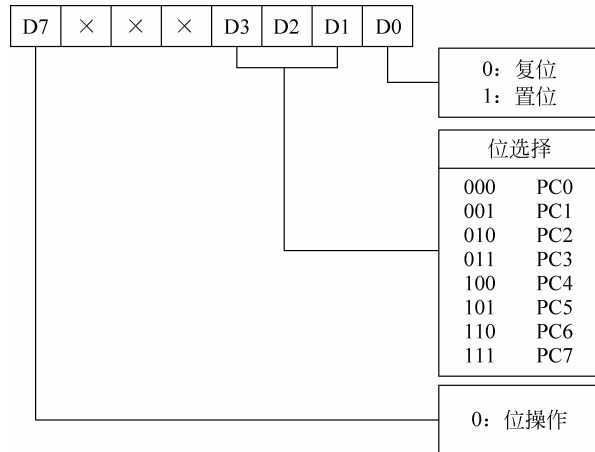 D7 × × × D3 D2 D1 D0
0：复位
1：置位
位选择
000 PC0
001 PC1
010 PC2
011 PC3
100 PC4
101 PC5
110 PC6
111 PC7
0：位操作